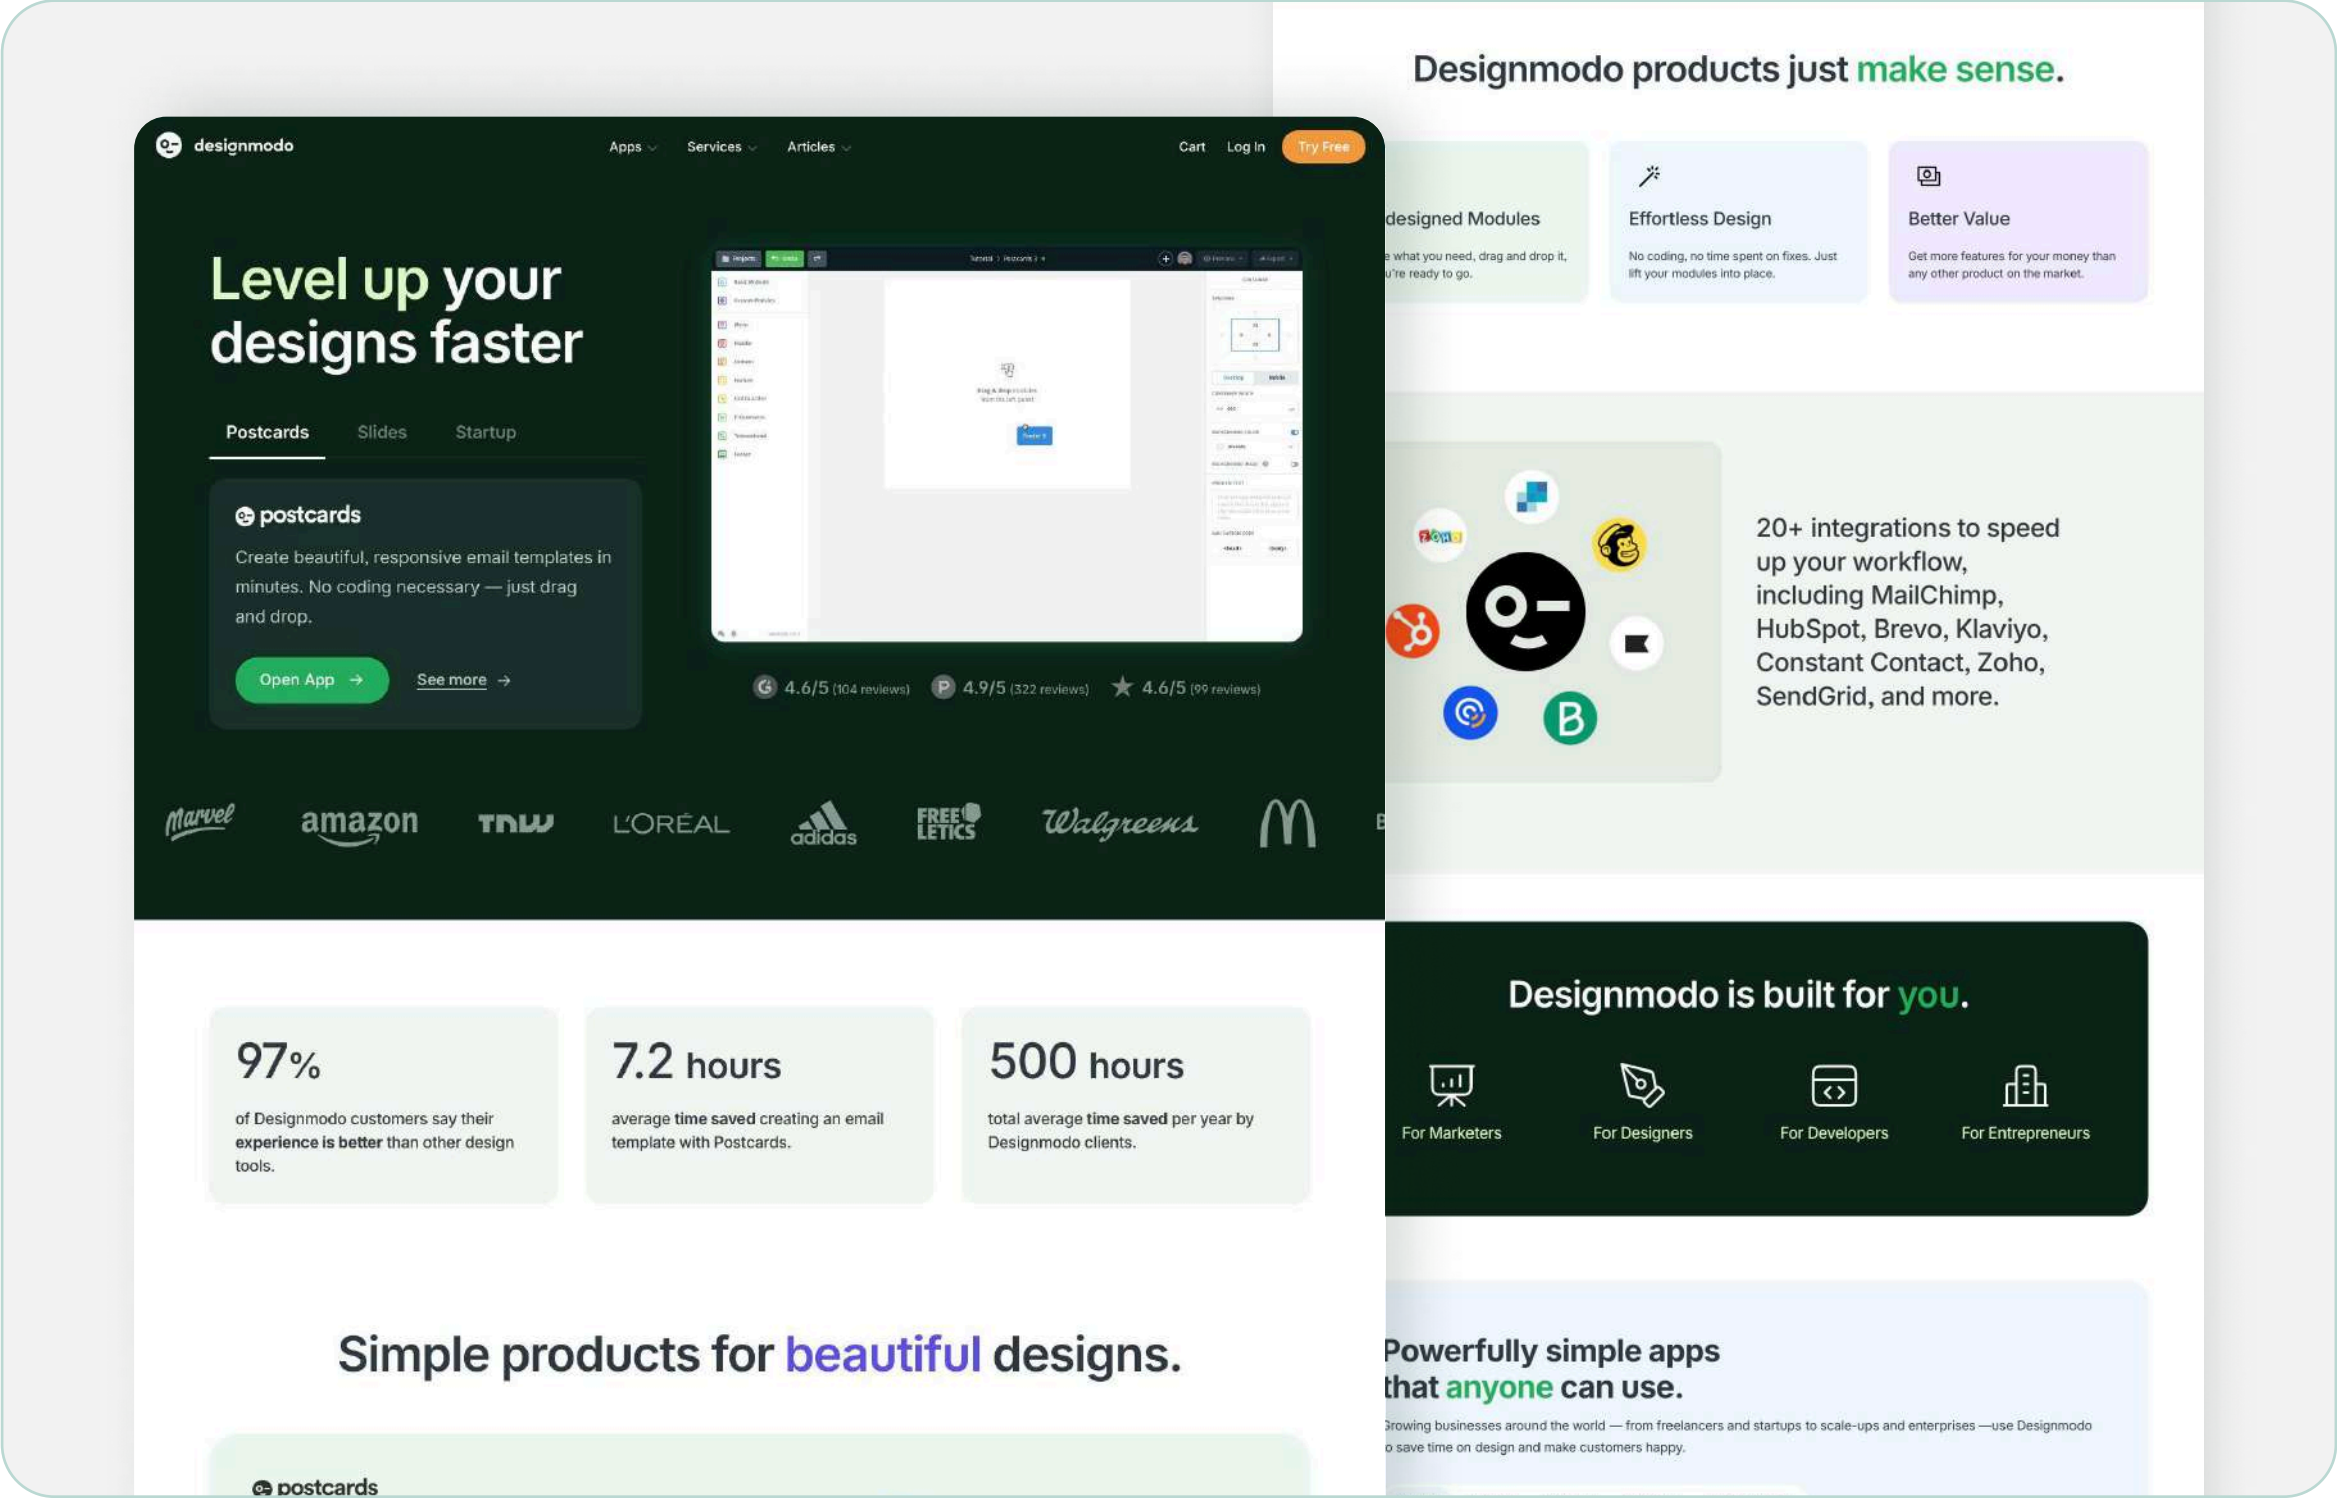 designmodo
Apps
Services
Articles
Cart
Log In
Try Free
Level up your
designs faster
Postcards
Slides
Startup
postcards
Create beautiful, responsive email templates in
minutes. No coding necessary — just drag
and drop.
Open App →
See more →
Projects
Tutorial
Postcards
4.6/5 (104 reviews)
4.9/5 (322 reviews)
4.6/5 (99 reviews)
Marvel
amazon
TNW
L'ORÉAL
adidas
FREE
LETICS
Walgreens
97%
of Designmodo customers say their
experience is better than other design
tools.
7.2 hours
average time saved creating an email
template with Postcards.
500 hours
total average time saved per year by
Designmodo clients.
Simple products for beautiful designs.
postcards
Designmodo products just make sense.
designed Modules
what you need, drag and drop it,
u're ready to go.
Effortless Design
No coding, no time spent on fixes. Just
lift your modules into place.
Better Value
Get more features for your money than
any other product on the market.
ZOHO
B
20+ integrations to speed
up your workflow,
including MailChimp,
HubSpot, Brevo, Klaviyo,
Constant Contact, Zoho,
SendGrid, and more.
Designmodo is built for you.
For Marketers
For Designers
For Developers
For Entrepreneurs
Powerfully simple apps
that anyone can use.
Growing businesses around the world — from freelancers and startups to scale-ups and enterprises —use Designmodo
o save time on design and make customers happy.